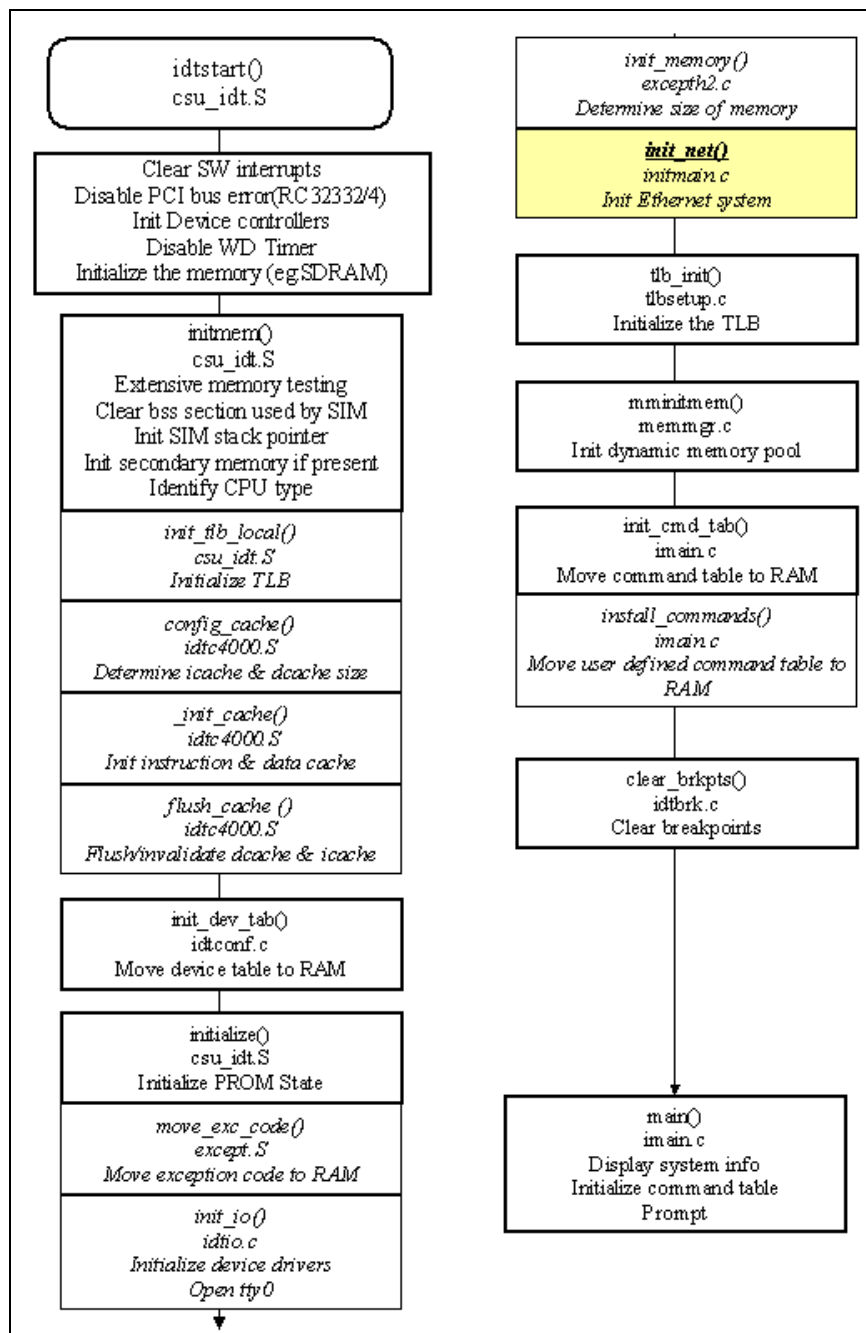 idtstart()
csu_idt.S
Clear SW interrupts
Disable PCI bus error(RC32332/4)
Init Device controllers
Disable WD Timer
Initialize the memory (egSDRAM)
initmem()
csu_idt.S
Extensive memory testing
Clear bss section used by SIM
Init SIM stack pointer
Init secondary memory if present
Identify CPU type
init_tlb_local()
csu_idt.S
Initialize TLB
config_cache()
idtc4000.S
Determine icache & dcache size
_init_cache()
idtc4000.S
Init instruction & data cache
flush_cache ()
idtc4000.S
Flush/invalidate dcache & icache
init_dev_tab()
idtconf.c
Move device table to RAM
initialize()
csu_idt.S
Initialize PROM State
move_exc_code()
except.S
Move exception code to RAM
init_io()
idtio.c
Initialize device drivers
Open tty0
init_memory()
excepth2.c
Determine size of memory
init_net()
initmain.c
Init Ethernet system
tlb_init()
tlbsetup.c
Initialize the TLB
mminitmem()
memmgr.c
Init dynamic memory pool
init_cmd_tab()
imain.c
Move command table to RAM
install_commands()
imain.c
Move user defined command table to
RAM
clear_brkpts()
idtbrk.c
Clear breakpoints
main()
imain.c
Display system info
Initialize command table
Prompt